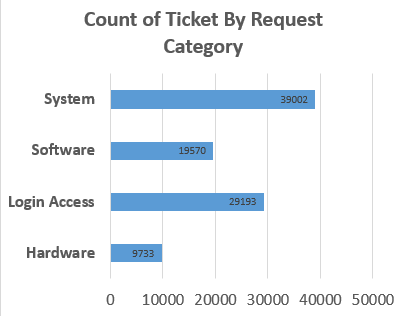 Count of Ticket By Request
Category
System
39002
Software
19570
Login Access
29193
Hardware
9733
0 10000 20000 30000 40000 50000